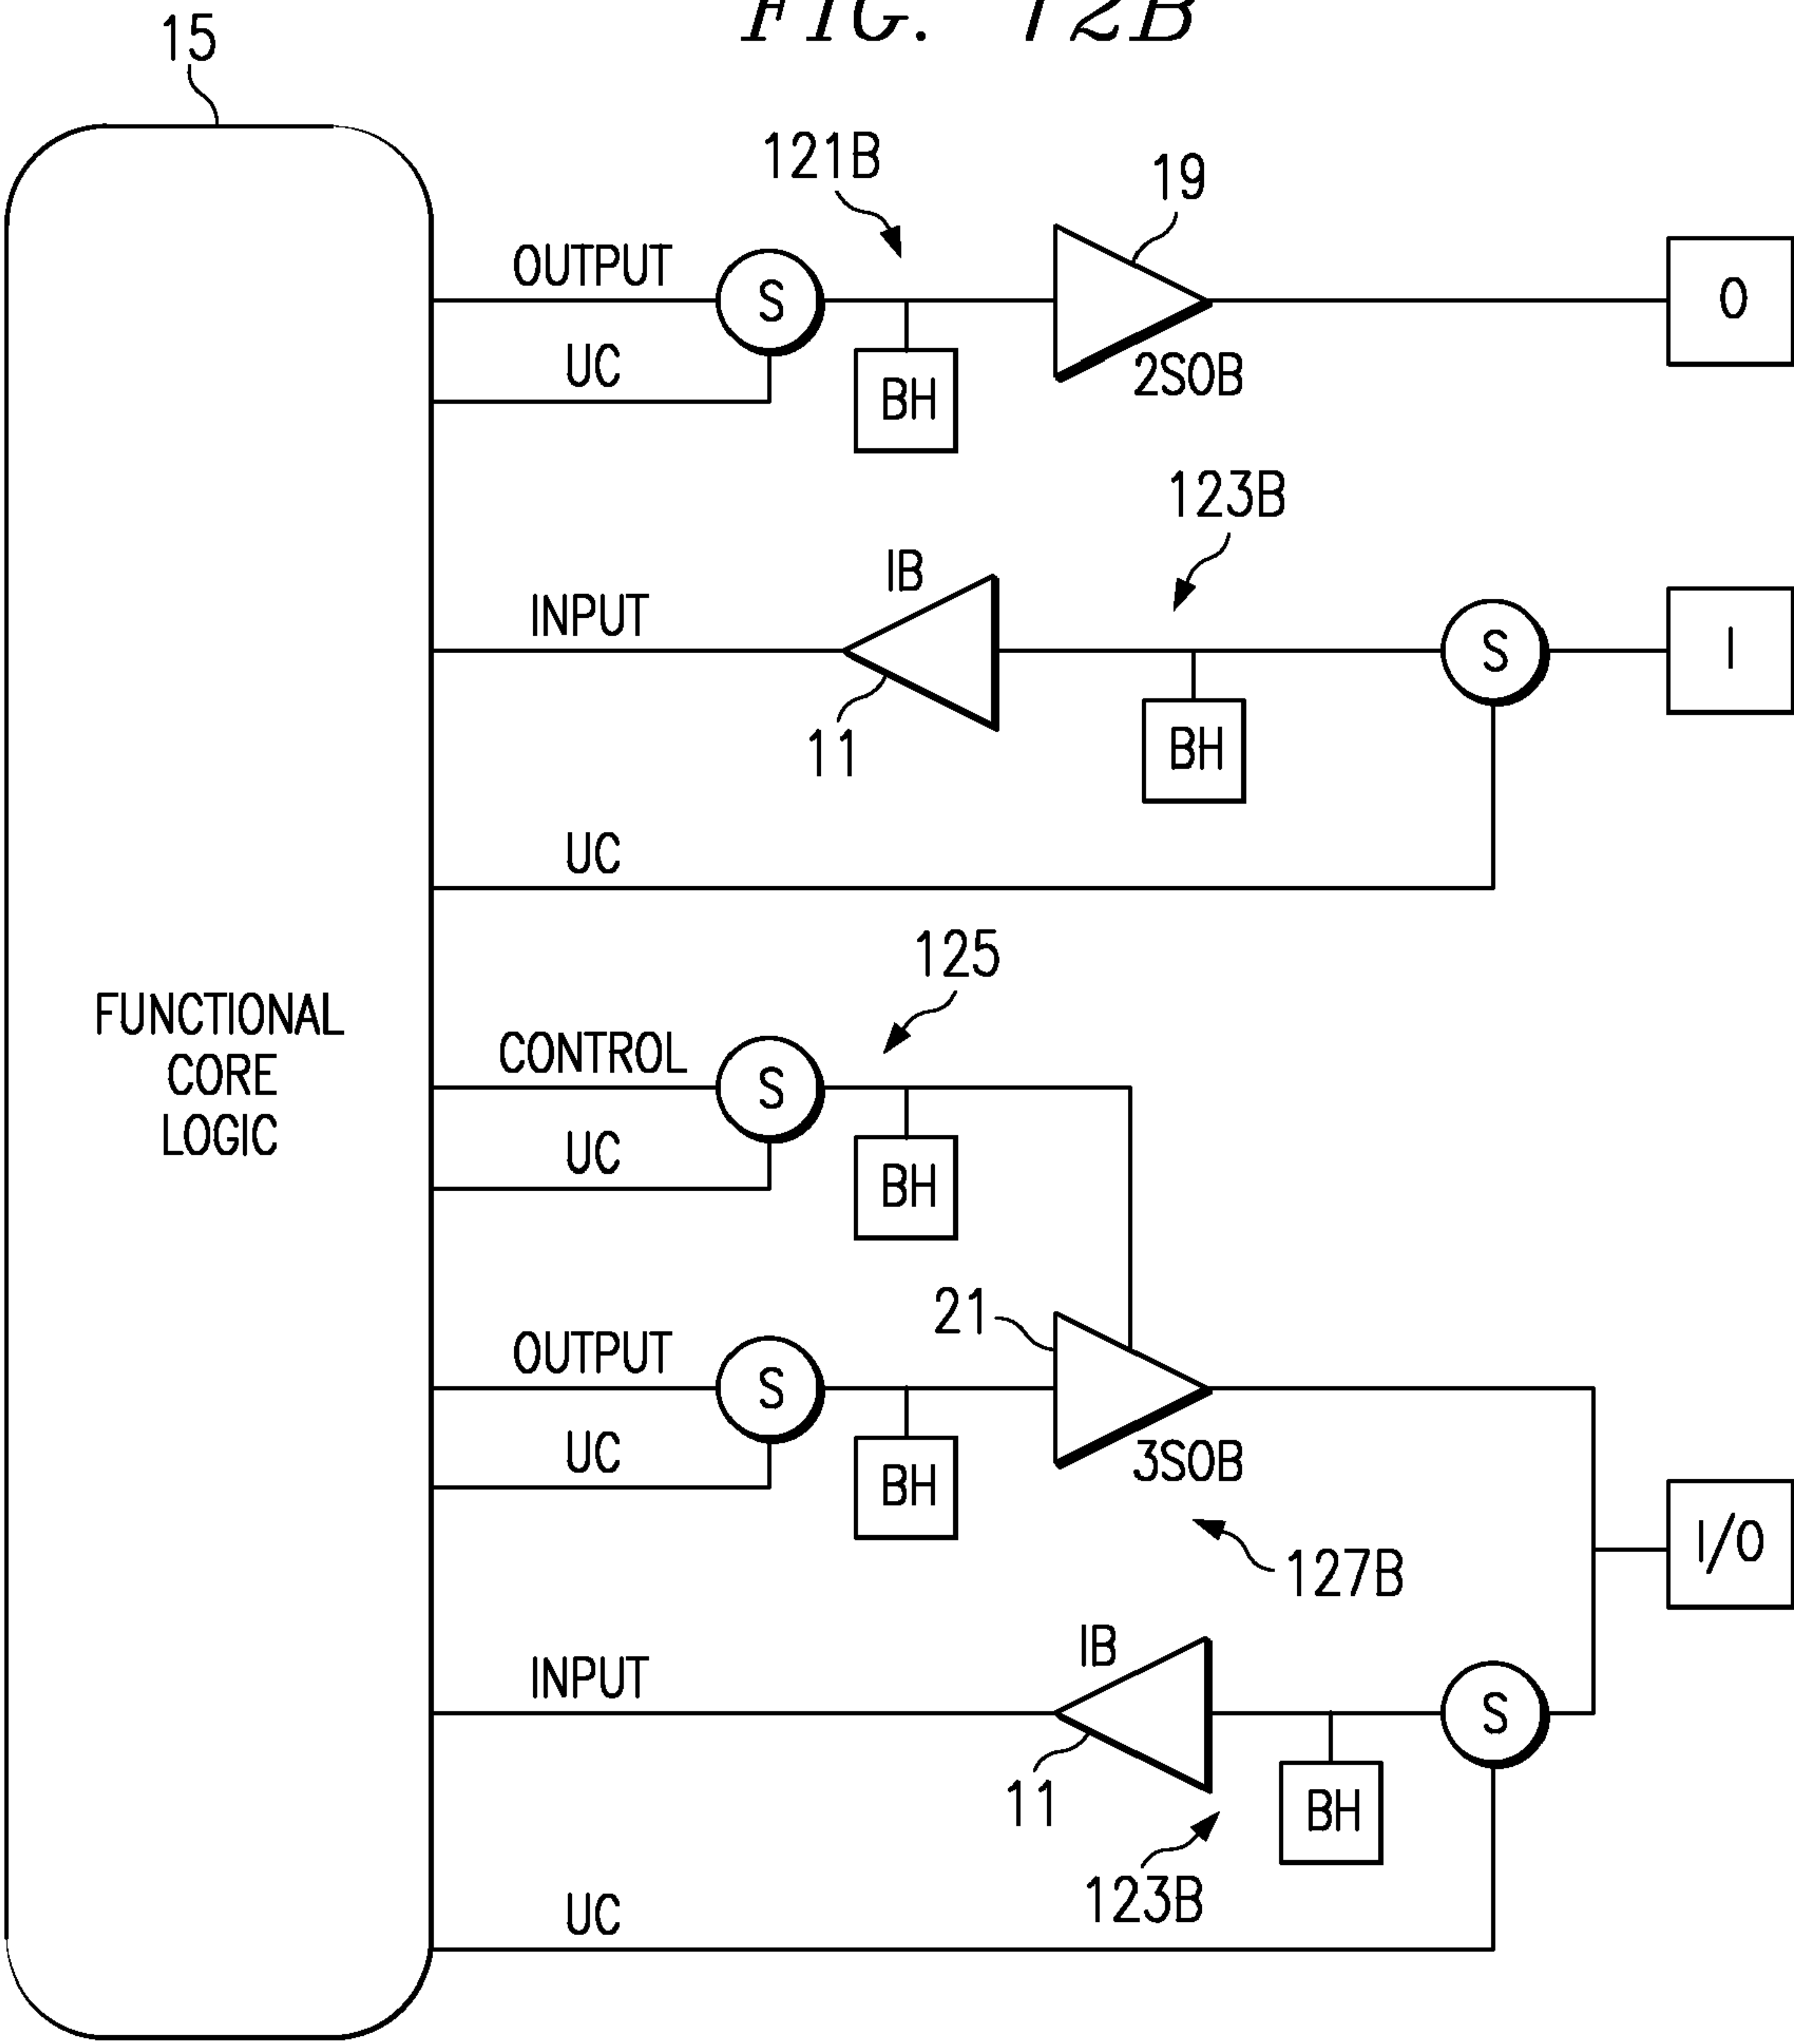 FIG. 12B
15
121B
19
OUTPUT
S
O
UC
BH
2SOB
123B
IB
INPUT
S
I
11
BH
UC
125
FUNCTIONAL
CORE
LOGIC
CONTROL
S
UC
BH
21
OUTPUT
S
UC
BH
3SOB
I/O
127B
IB
INPUT
S
11
BH
123B
UC